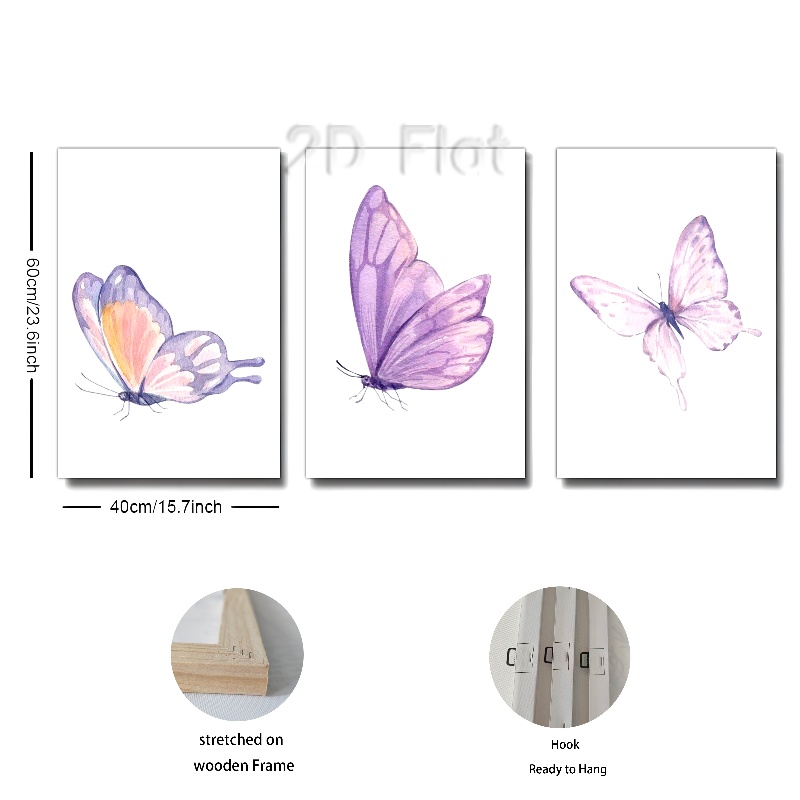 2D Flat
60cm/23.6inch
40cm/15.7inch
stretched on
wooden Frame
Hook
Ready to Hang